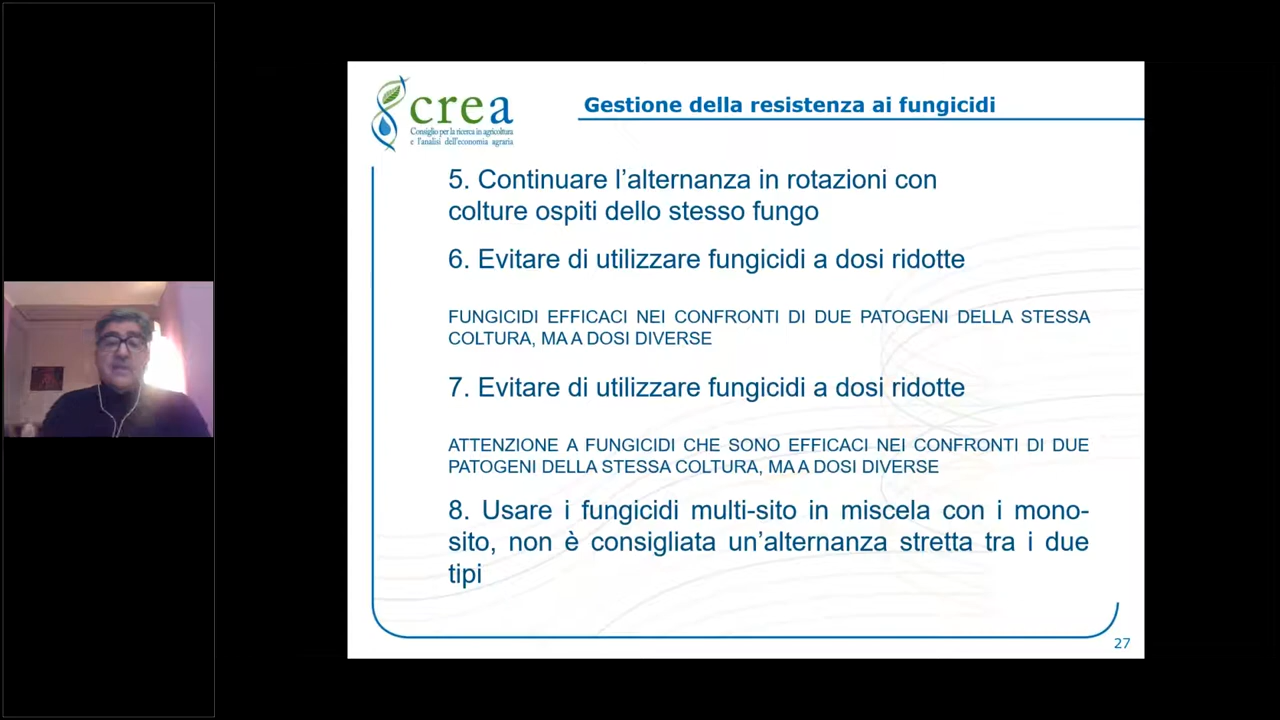 crea
Consiglio per la ricerca in agricoltura
e l'analisi dell'economia agraria
Gestione della resistenza ai fungicidi
5. Continuare l’alternanza in rotazioni con
colture ospiti dello stesso fungo
6. Evitare di utilizzare fungicidi a dosi ridotte
FUNGICIDI EFFICACI NEI CONFRONTI DI DUE PATOGENI DELLA STESSA
COLTURA, MA A DOSI DIVERSE
7. Evitare di utilizzare fungicidi a dosi ridotte
ATTENZIONE A FUNGICIDI CHE SONO EFFICACI NEI CONFRONTI DI DUE
PATOGENI DELLA STESSA COLTURA, MA A DOSI DIVERSE
8. Usare i fungicidi multi-sito in miscela con i mono-
sito, non è consigliata un’alternanza stretta tra i due
tipi
27